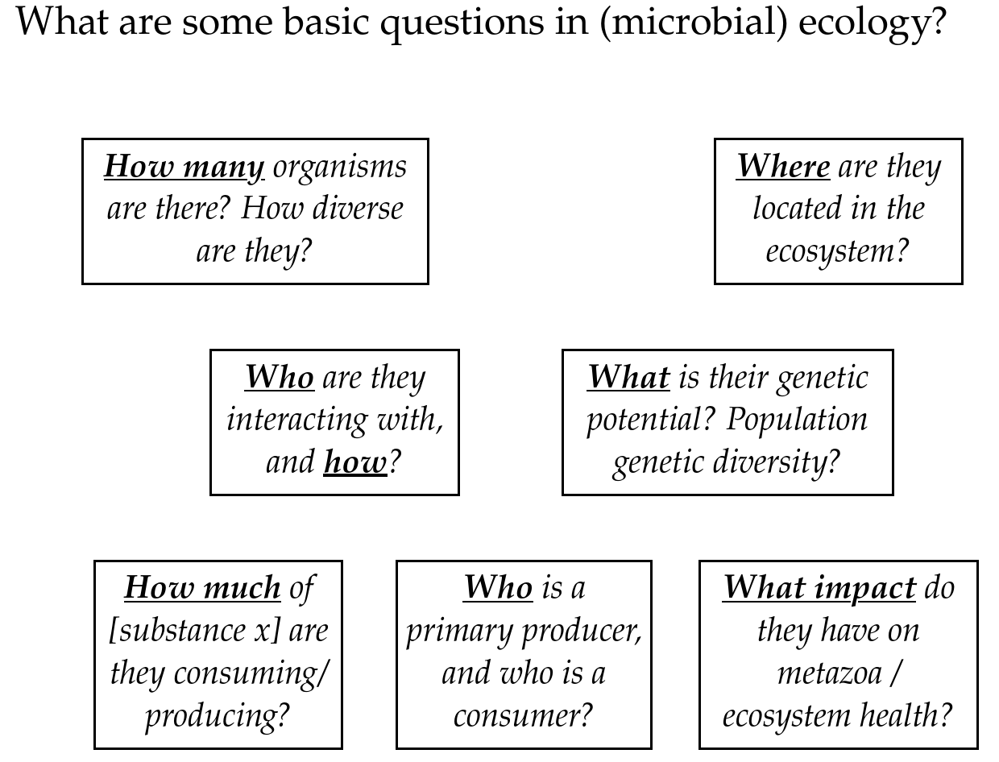 What are some basic questions in (microbial) ecology?
How many organisms
are there? How diverse
are they?
Where are they
located in the
ecosystem?
Who are they
interacting with,
and how?
What is their genetic
potential? Population
genetic diversity?
How much of
[substance x] are
they consuming/
producing?
Who is a
primary producer,
and who is a
consumer?
What impact do
they have on
metazoa /
ecosystem health?